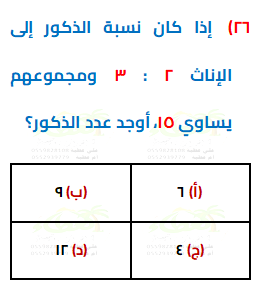 ٢٦) إذا كان نسبة الذكور إلى
الإناث ٢ : ٣ ومجموعهم
يساوي ١٥، أوجد عدد الذكور؟
(أ) ٦
(ب) ٩
(ج) ٤
(د) ١٢